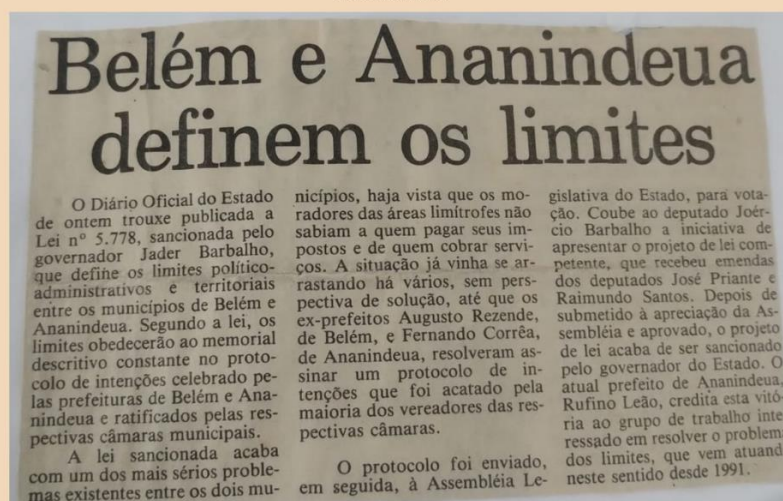 Belém e Ananindeua
definem os limites
O Diário Oficial do Estado
de ontem trouxe publicada a
Lei nº 5.778, sancionada pelo
governador Jader Barbalho,
que define os limites político-
administrativos e territoriais
entre os municípios de Belém e
Ananindeua. Segundo a lei, os
limites obedecerão ao memorial
descritivo constante no proto-
colo de intenções celebrado pe-
las prefeituras de Belém e Ana-
nindeua e ratificados pelas res-
pectivas câmaras municipais.
A lei sancionada acaba
com um dos mais sérios proble-
mas existentes entre os dois mu-
nicípios, haja vista que os mo-
radores das áreas limítrofes não
sabiam a quem pagar seus im-
postos e de quem cobrar servi-
ços. A situação já vinha se ar-
rastando há vários, sem pers-
pectiva de solução, até que os
ex-prefeitos Augusto Rezende,
de Belém, e Fernando Corrêa,
de Ananindeua, resolveram as-
sinar um protocolo de in-
tenções que foi acatado pela
maioria dos vereadores das res-
pectivas câmaras.
O protocolo foi enviado,
em seguida, à Assembléia Le-
gislativa do Estado, para vota-
ção. Coube ao deputado Joér-
cio Barbalho a iniciativa de
apresentar o projeto de lei com-
petente, que recebeu emendas
dos deputados José Priante e
Raimundo Santos. Depois de
submetido à apreciação da As-
sembléia e aprovado, o projeto
de lei acaba de ser sancionado
pelo governador do Estado. O
atual prefeito de Ananindeua
Rufino Leão, credita esta vitó-
ria ao grupo de trabalho inte
ressado em resolver o problem
dos limites, que vem atuand
neste sentido desde 1991.